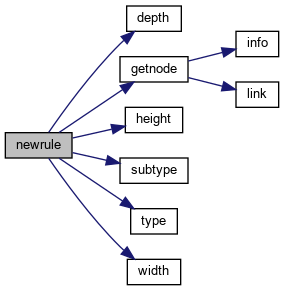 depth
info
getnode
link
height
newrule
subtype
type
width